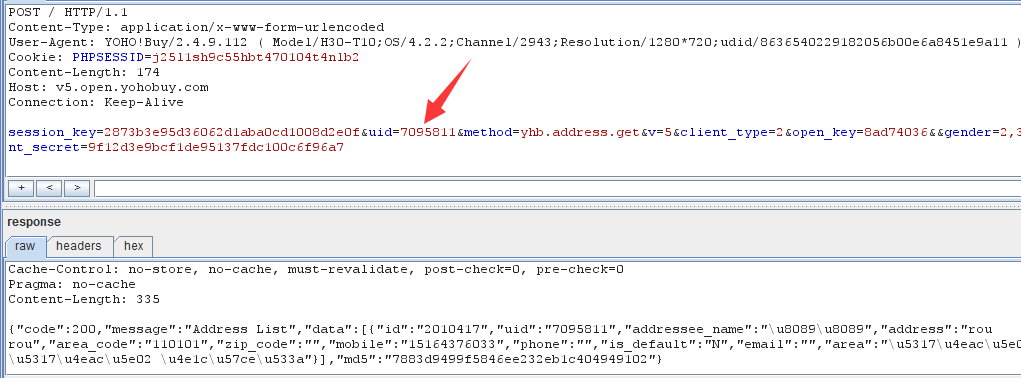 POST / HTTP/1.1
Content-Type: application/x-www-form-urlencoded
User-Agent: YOHO!Buy/2.4.9.112 ( Model/H30-T10;OS/4.2.2;Channel/2943;Resolution/1280*720;udid/8636540229182056b00e6a8451e9a11 )
Cookie: PHPSESSID=j25l1sh9c55hbt470104t4nlb2
Content-Length: 174
Host: v5.open.yohobuy.com
Connection: Keep-Alive
session_key=2873b3e95d36062d1aba0cd1008d2e0f&uid=7095811&method=yhb.address.get&v=5&client_type=2&open_key=8ad74036&&gender=2,3
nt_secret=9f12d3e9bcf1de95137fdc100c6f96a7
+ < >
response
raw headers hex
Cache-Control: no-store, no-cache, must-revalidate, post-check=0, pre-check=0
Pragma: no-cache
Content-Length: 335
{"code":200,"message":"Address List","data":[{"id":"2010417","uid":"7095811","addressee_name":"\u8089\u8089","address":"rou
rou","area_code":"110101","zip_code":"","mobile":"15164376033","phone":"","is_default":"N","email":"","area":"\u5317\u4eac\u5e0
\u5317\u4eac\u5e02 \u4e1c\u57ce\u533a"}],"md5":"7883d9499f5846ee232eb1c404949102"}